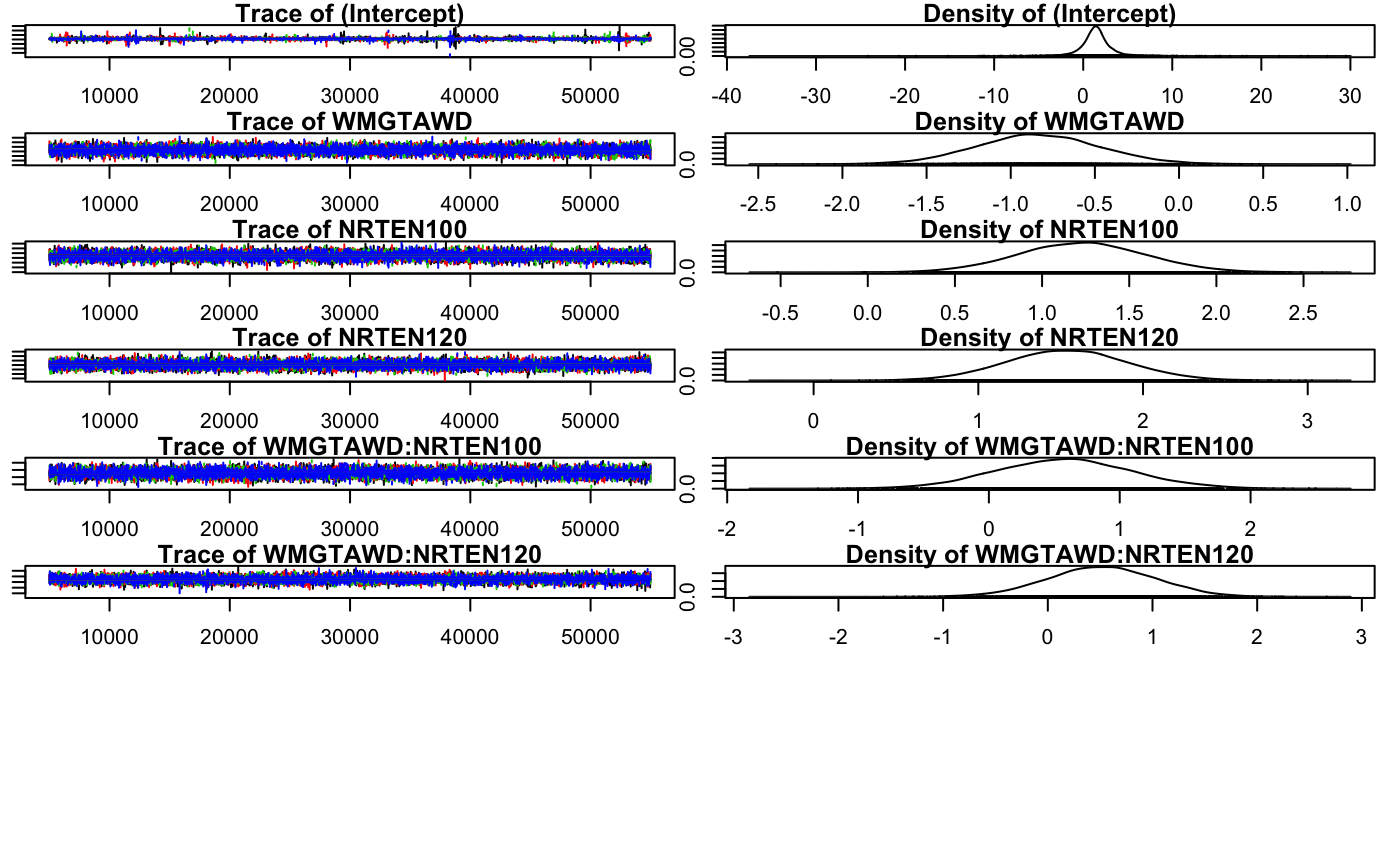 Trace of (Intercept) Density of (Intercept)
0.00
10000 20000 30000 40000 50000 -40 -30 -20 -10 0 10 20 30
Trace of WMGTAWD Density of WMGTAWD
0.0
10000 20000 30000 40000 50000 -2.5 -2.0 -1.5 -1.0 -0.5 0.0 0.5 1.0
Trace of NRTEN100 Density of NRTEN100
0.0
10000 20000 30000 40000 50000 -0.5 0.0 0.5 1.0 1.5 2.0 2.5
Trace of NRTEN120 Density of NRTEN120
0.0
10000 20000 30000 40000 50000 0 1 2 3
Trace of WMGTAWD:NRTEN100 Density of WMGTAWD:NRTEN100
0.0
10000 20000 30000 40000 50000 -2 -1 0 1 2
Trace of WMGTAWD:NRTEN120 Density of WMGTAWD:NRTEN120
0.0
10000 20000 30000 40000 50000 -3 -2 -1 0 1 2 3